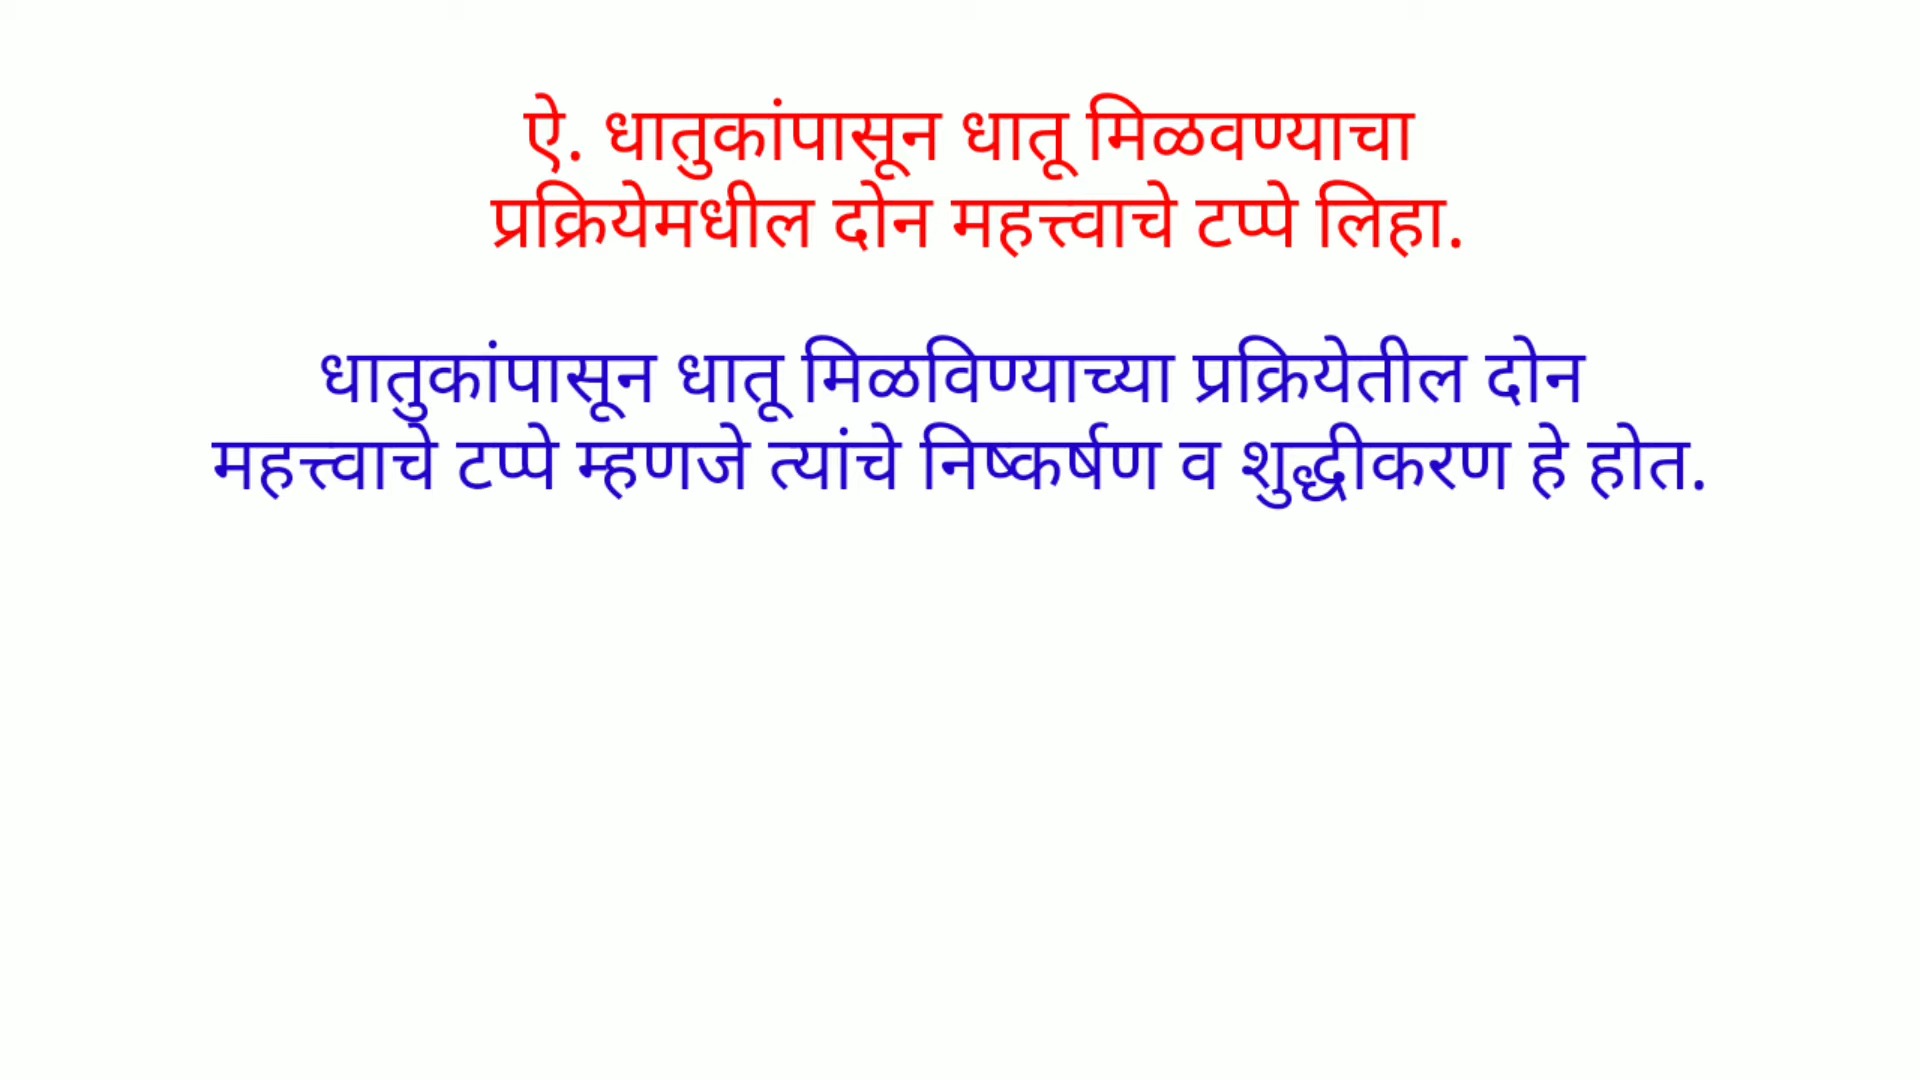 ऐ. धातुकांपासून धातू मिळवण्याचा
प्रक्रियेमधील दोन महत्त्वाचे टप्पे लिहा.
धातुकांपासून धातू मिळविण्याच्या प्रक्रियेतील दोन
महत्त्वाचे टप्पे म्हणजे त्यांचे निष्कर्षण व शुद्धीकरण हे होत.